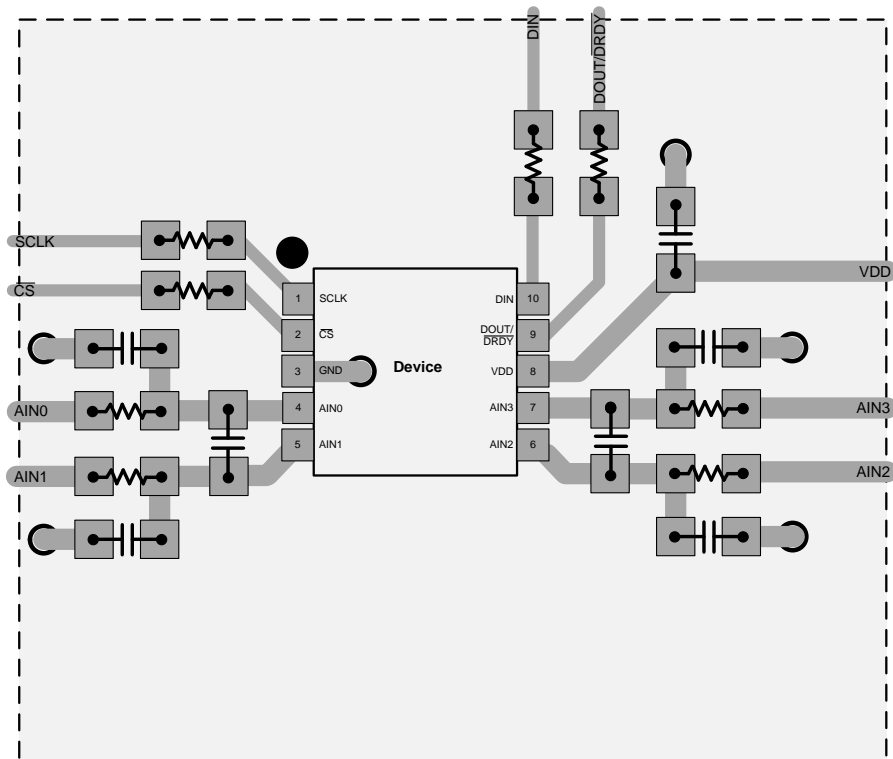 DIN
DOUT/DRDY
SCLK
CS
VDD
1 SCLK
DIN 10
2 CS
DOUT/
DRDY
9
3 GND
Device
VDD 8
AIN0
4 AIN0
AIN3 7
AIN3
AIN1
5 AIN1
AIN2 6
AIN2